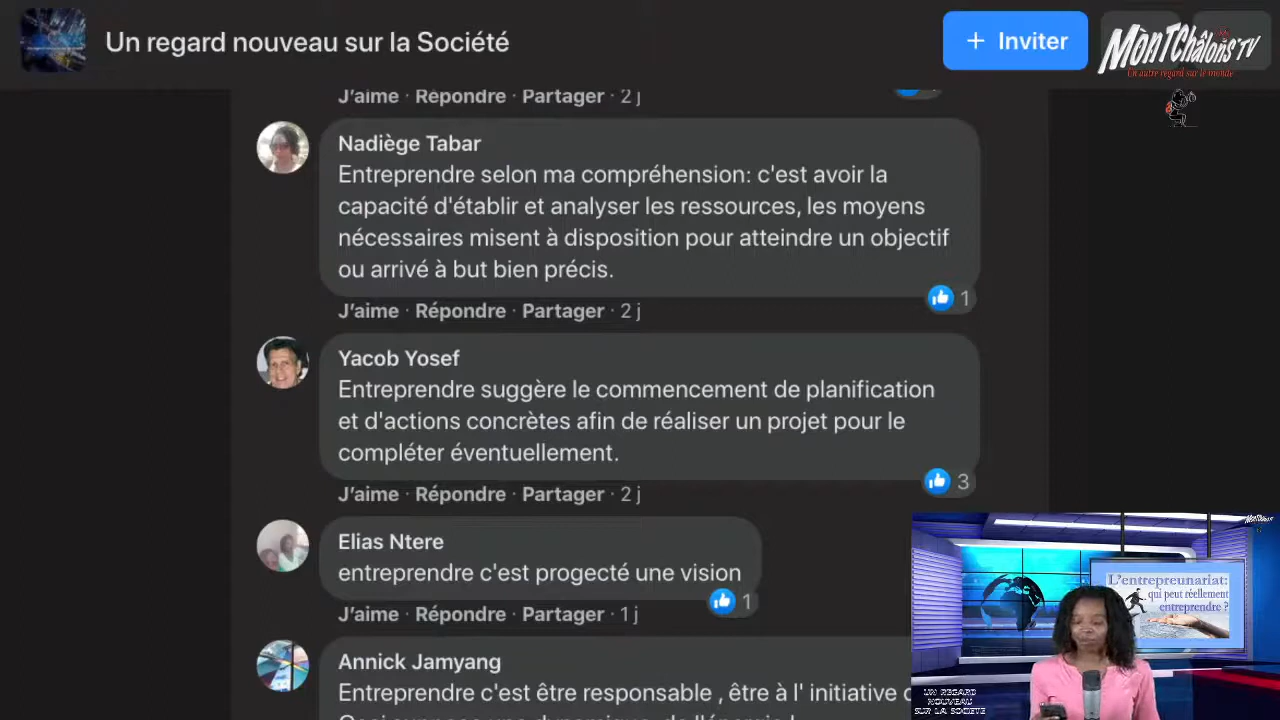 Un regard nouveau sur la Société
+ Inviter
MònTChâlons'TV
Un autre regard sur le monde
J'aime · Répondre · Partager · 2 j
Nadiège Tabar
Entreprendre selon ma compréhension: c'est avoir la
capacité d'établir et analyser les ressources, les moyens
nécessaires misent à disposition pour atteindre un objectif
ou arrivé à but bien précis.
1
J'aime · Répondre · Partager · 2 j
Yacob Yosef
Entreprendre suggère le commencement de planification
et d'actions concrètes afin de réaliser un projet pour le
compléter éventuellement.
3
J'aime · Répondre · Partager · 2 j
Elias Ntere
entreprendre c'est progecté une vision
1
J'aime · Répondre · Partager · 1 j
Annick Jamyang
Entreprendre c'est être responsable , être à l' initiative
L'entrepreunariat:
qui peut réellement
entreprendre ?
UN REGARD
NOUVEAU
SUR LA SOCIETE